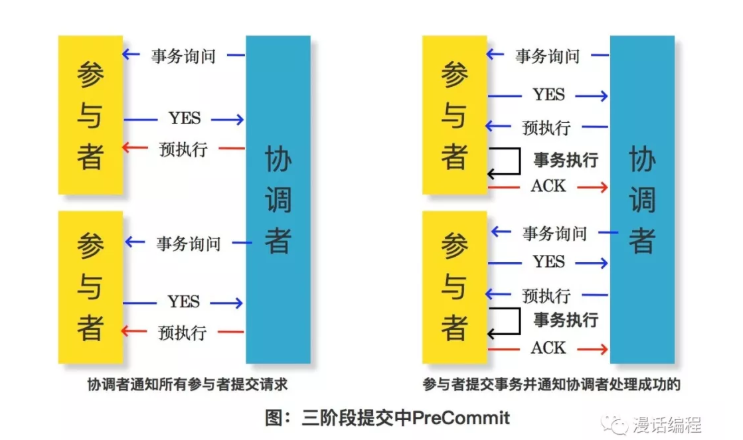 参与者
事务询问
YES
预执行
参与者
事务询问
YES
预执行
协调者
协调者通知所有参与者提交请求
参与者
事务询问
YES
预执行
事务执行
ACK
参与者
事务询问
YES
预执行
事务执行
ACK
协调者
参与者提交事务并通知协调者处理成功的
图：三阶段提交中PreCommit
漫话编程